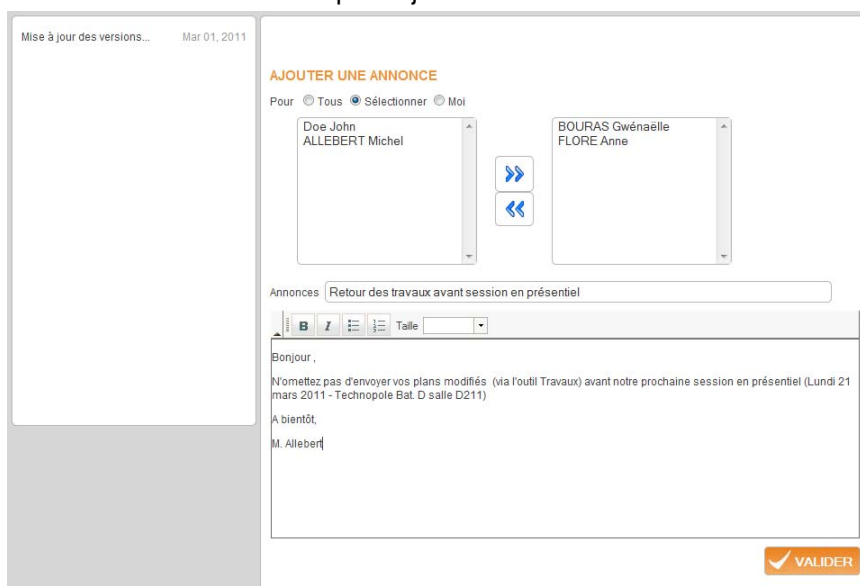 Mise à jour des versions... Mar 01, 2011
AJOUTER UNE ANNONCE
Pour Tous Sélectionner Moi
Doe John
ALLEBERT Michel
BOURAS Gwénaëlle
FLORE Anne
Annonces Retour des travaux avant session en présentiel
B I Taille
Bonjour ,
N'omettez pas d'envoyer vos plans modifiés (via l'outil Travaux) avant notre prochaine session en présentiel (Lundi 21
mars 2011 - Technopole Bat. D salle D211)
A bientôt,
M. Allebert
VALIDER